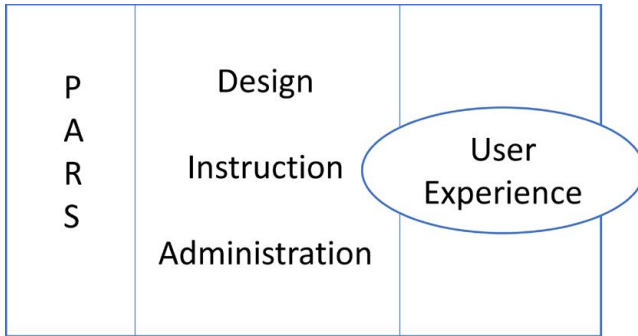 P
A
R
S
Design
Instruction
Administration
User
Experience